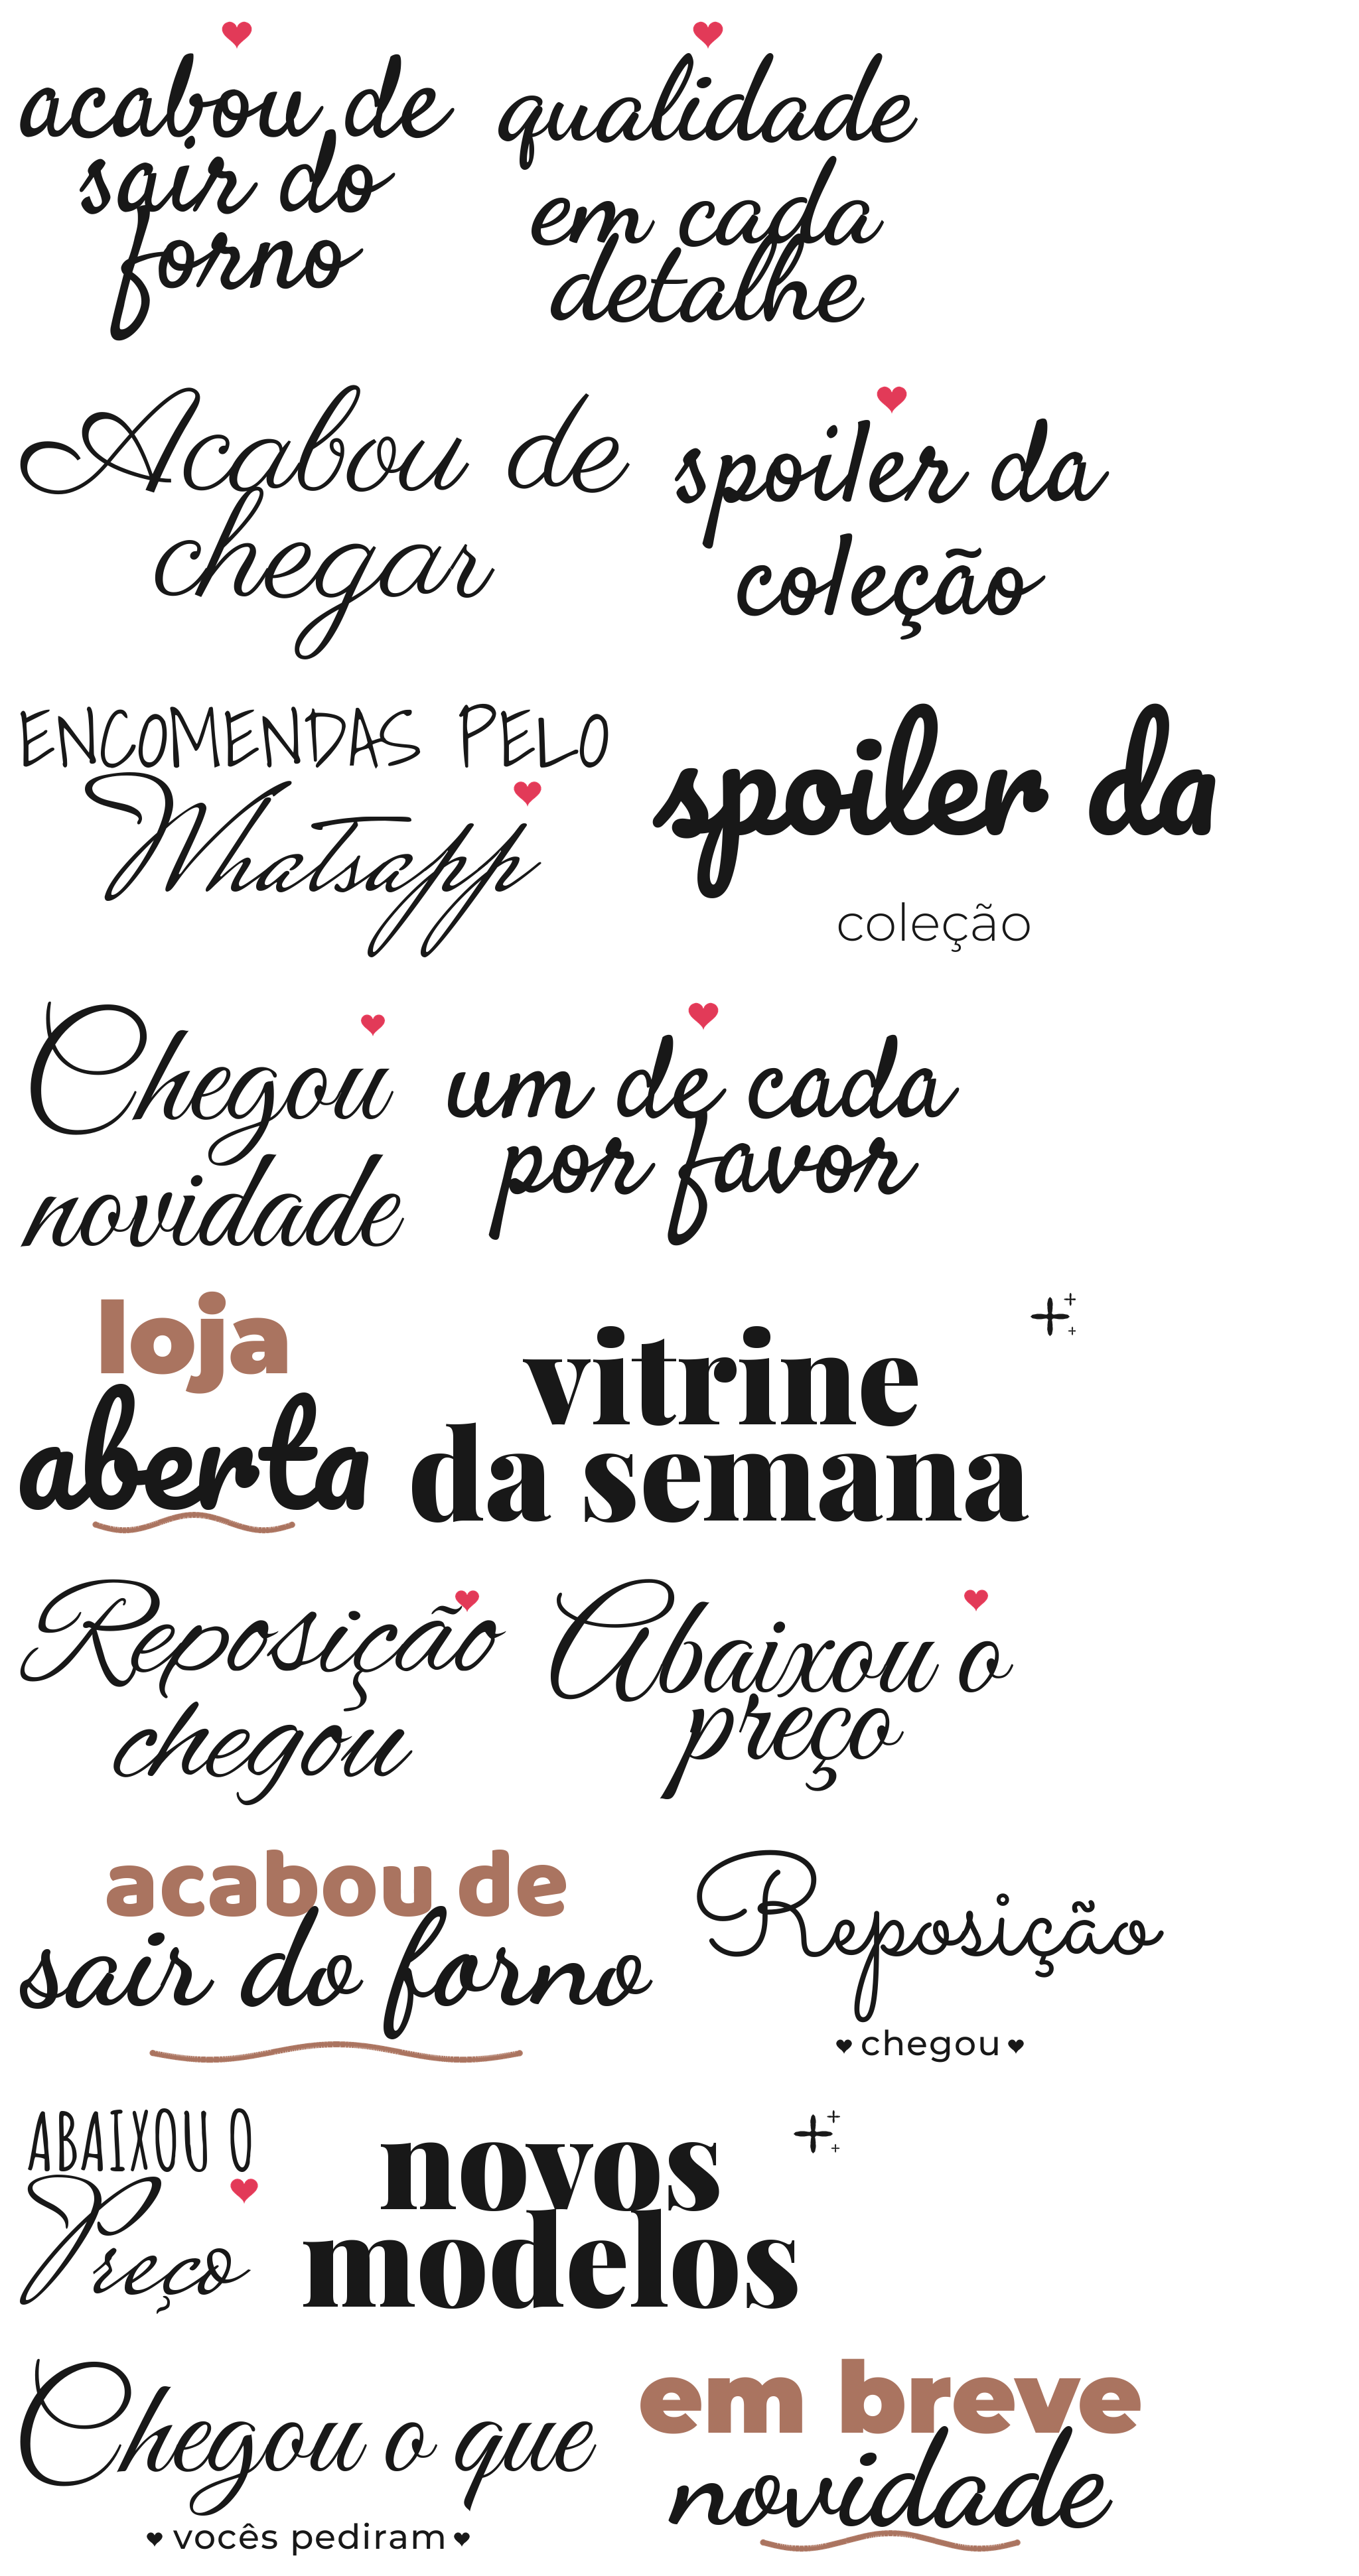 acabou de
sair do
forno
qualidade
em cada
detalhe
Acabou de
chegar
spoiler da
coleção
ENCOMENDAS PELO
Whatsapp
spoiler da
coleção
Chegou
novidade
um de cada
por favor
loja
aberta
vitrine
da semana
Reposição
chegou
Abaixou o
preço
acabou de
sair do forno
Reposição
chegou
ABAIXOU O
Preço
novos
modelos
Chegou o que
vocês pediram
em breve
novidade